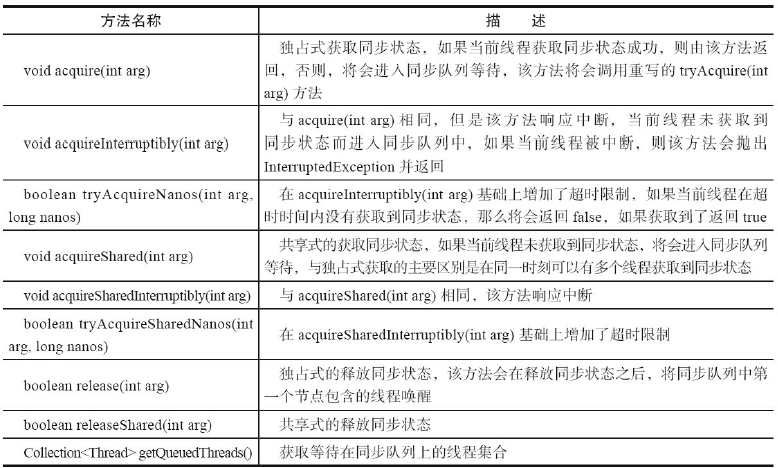 方法名称 描 述
void acquire(int arg)
独占式获取同步状态，如果当前线程获取同步状态成功，则由该方法返
回，否则，将会进入同步队列等待，该方法将会调用重写的 tryAcquire(int
arg) 方法
void acquireInterruptibly(int arg)
与 acquire(int arg) 相同，但是该方法响应中断，当前线程未获取到
同步状态而进入同步队列中，如果当前线程被中断，则该方法会抛出
InterruptedException 并返回
boolean tryAcquireNanos(int arg,
long nanos)
在 acquireInterruptibly(int arg) 基础上增加了超时限制，如果当前线程在超
时时间内没有获取到同步状态，那么将会返回 false，如果获取到了返回 true
void acquireShared(int arg)
共享式的获取同步状态，如果当前线程未获取到同步状态，将会进入同步队列
等待，与独占式获取的主要区别是在同一时刻可以有多个线程获取到同步状态
void acquireSharedInterruptibly(int arg)
与 acquireShared(int arg) 相同，该方法响应中断
boolean tryAcquireSharedNanos(int
arg, long nanos)
在 acquireSharedInterruptibly(int arg) 基础上增加了超时限制
boolean release(int arg)
独占式的释放同步状态，该方法会在释放同步状态之后，将同步队列中第
一个节点包含的线程唤醒
boolean releaseShared(int arg)
共享式的释放同步状态
Collection<Thread> getQueuedThreads()
获取等待在同步队列上的线程集合